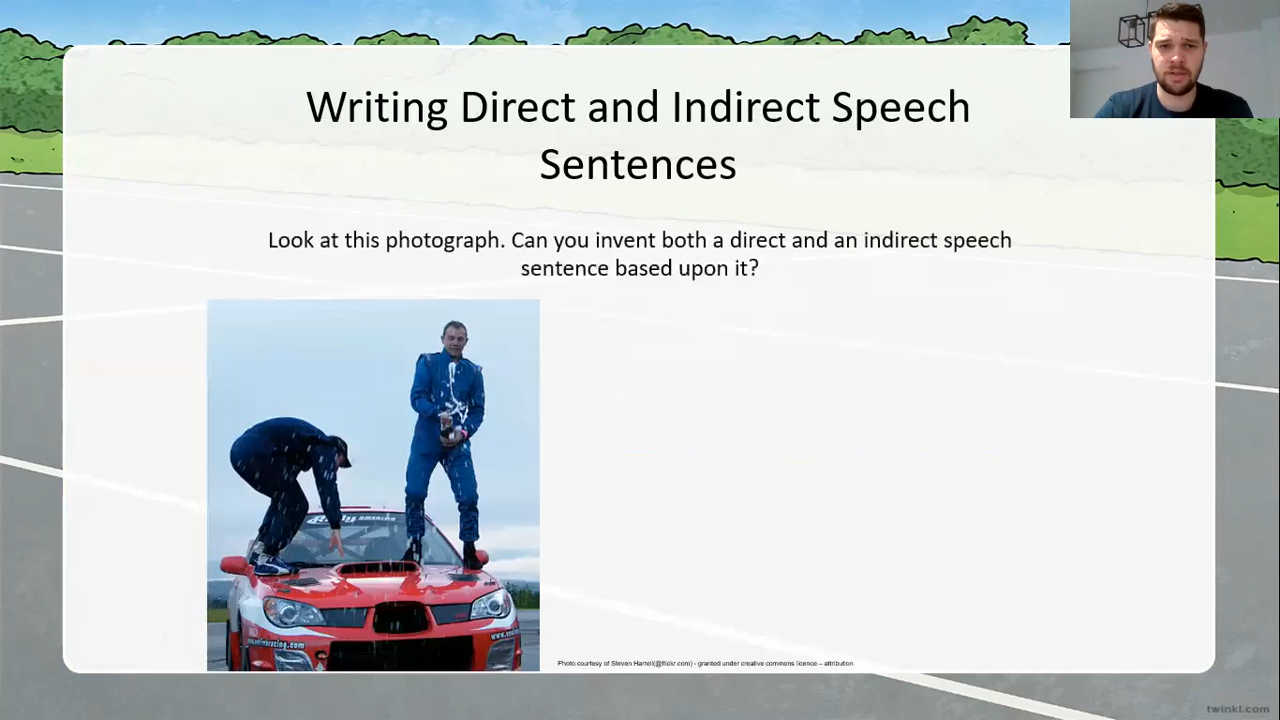 Writing Direct and Indirect Speech
Sentences
Look at this photograph. Can you invent both a direct and an indirect speech
sentence based upon it?
Rally AMERICA
Photo courtesy of Steven Harrell(@flickr.com) - granted under creative commons licence – attribution
twinkl.com